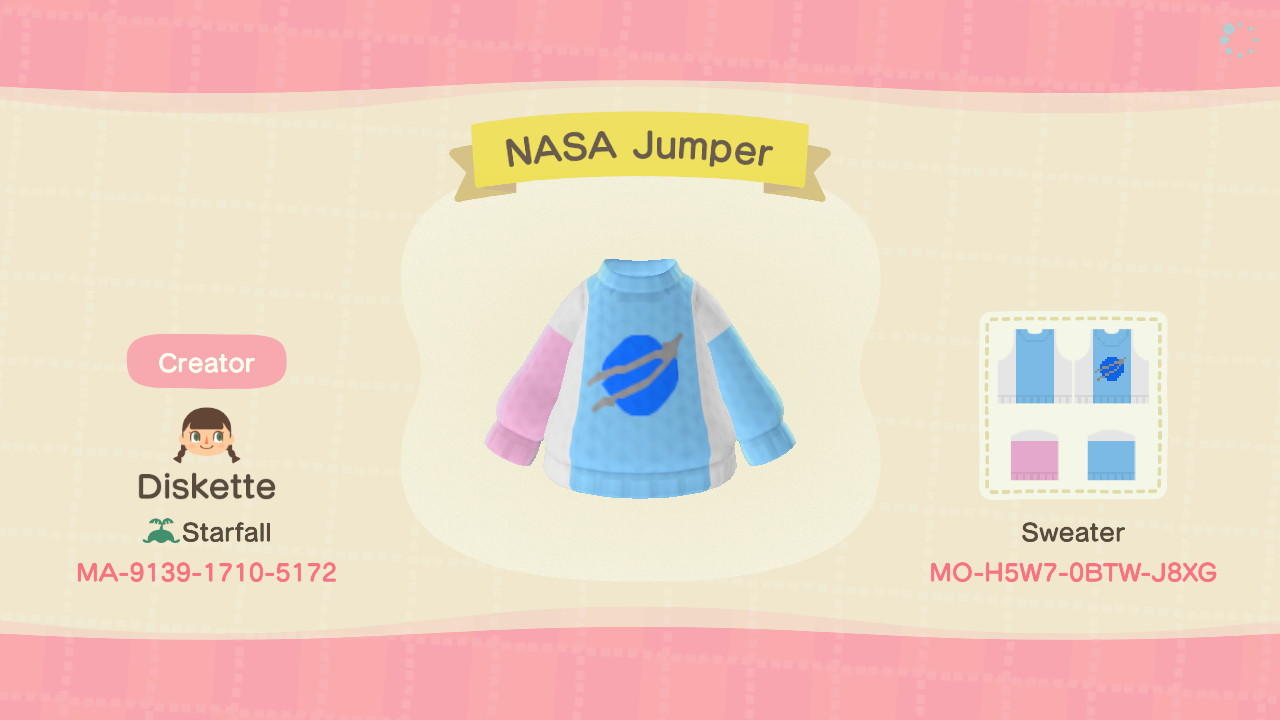 NASA Jumper
Creator
Diskette
Starfall
MA-9139-1710-5172
Sweater
MO-H5W7-0BTW-J8XG